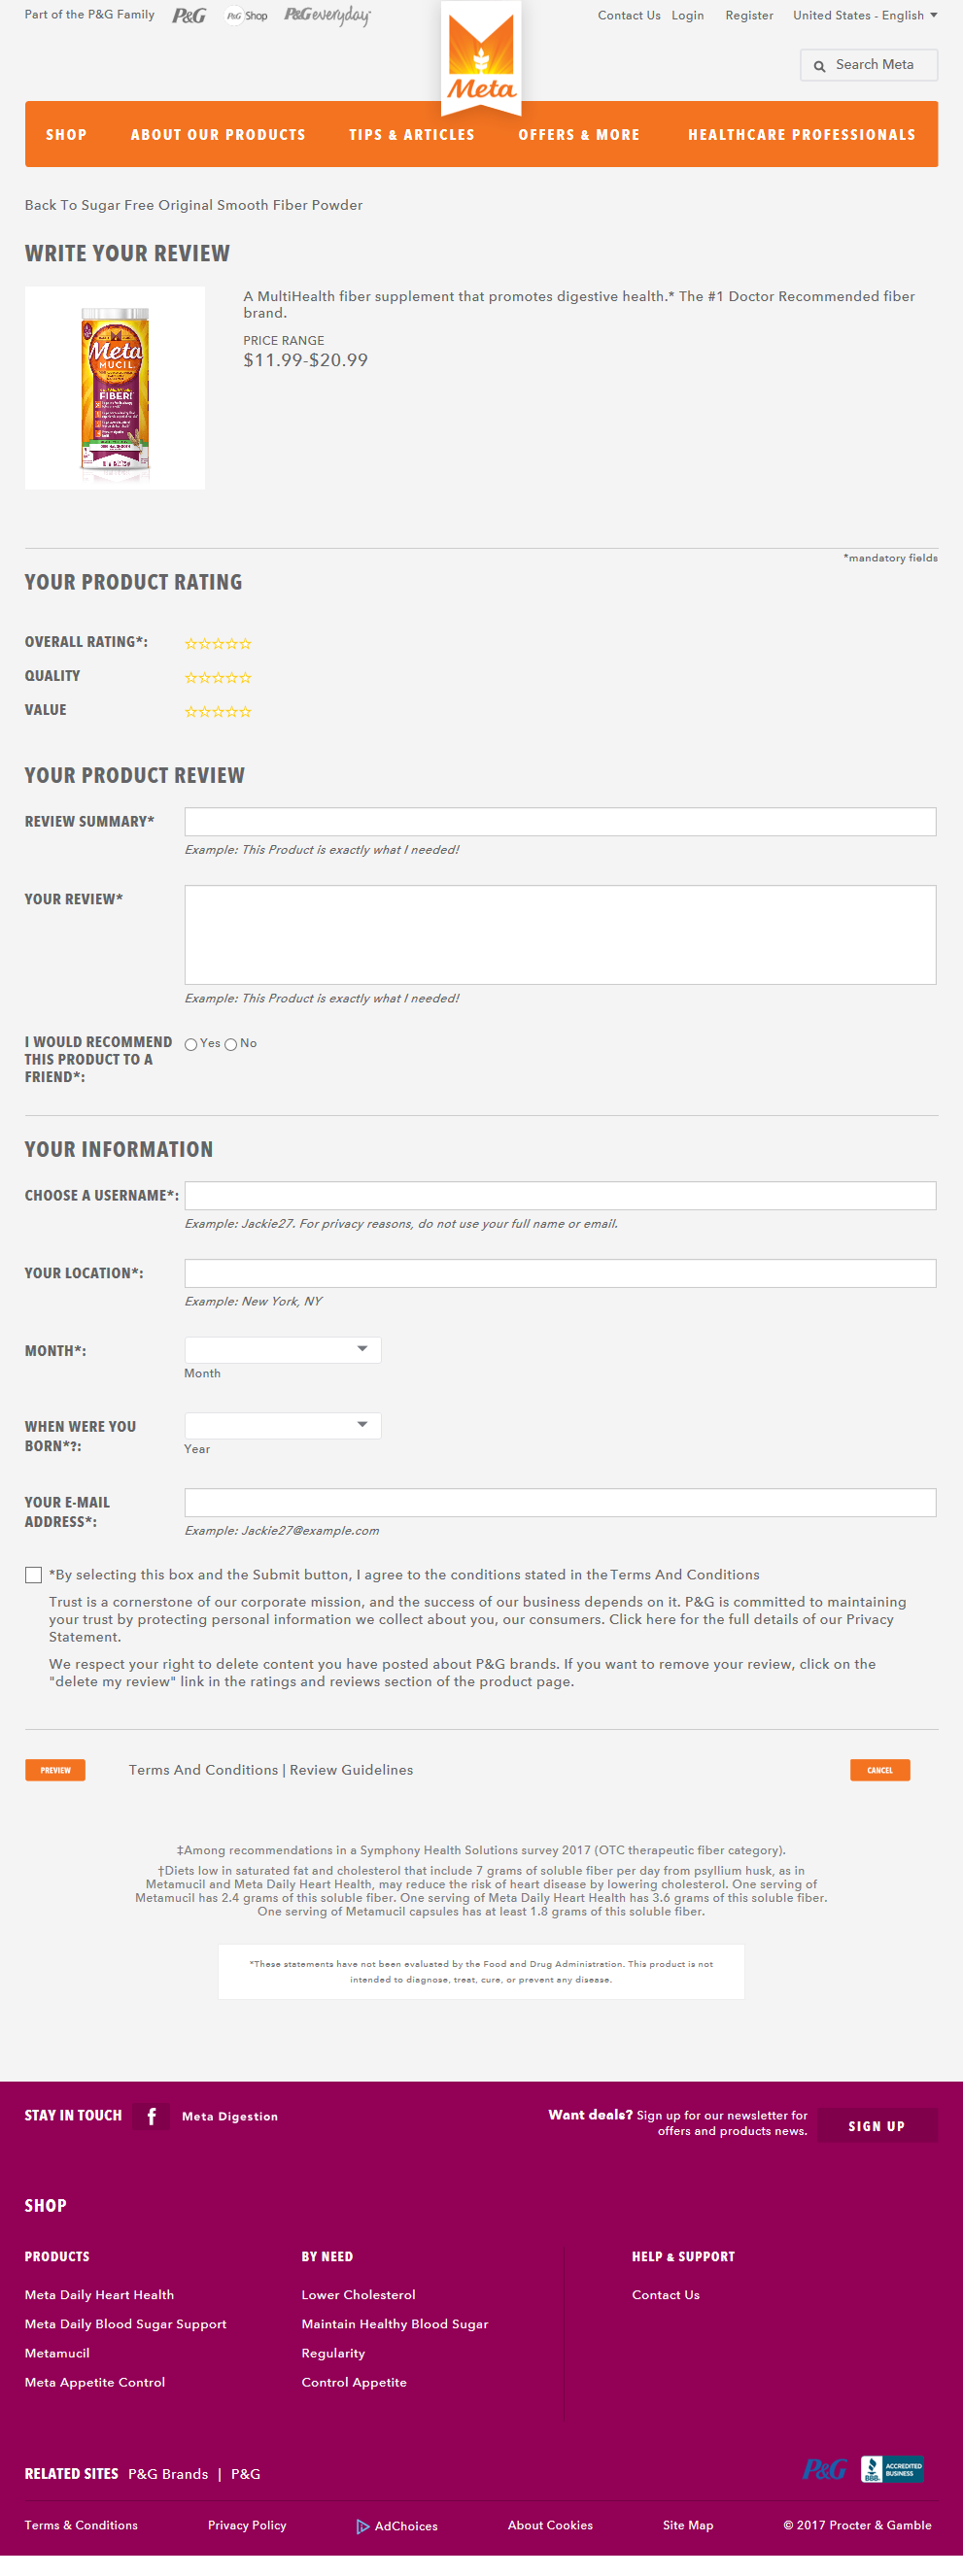 Part of the P&G Family P&G P&G Shop P&G everyday
Contact Us Login Register United States - English
Meta
Search Meta
SHOP ABOUT OUR PRODUCTS TIPS & ARTICLES OFFERS & MORE HEALTHCARE PROFESSIONALS
Back To Sugar Free Original Smooth Fiber Powder
WRITE YOUR REVIEW
Meta
MUCIL
FIBER!
A MultiHealth fiber supplement that promotes digestive health.* The #1 Doctor Recommended fiber
brand.
PRICE RANGE
$11.99-$20.99
*mandatory fields
YOUR PRODUCT RATING
OVERALL RATING*:
QUALITY
VALUE
YOUR PRODUCT REVIEW
REVIEW SUMMARY*
Example: This Product is exactly what I needed!
YOUR REVIEW*
Example: This Product is exactly what I needed!
I WOULD RECOMMEND
THIS PRODUCT TO A
FRIEND*:
Yes No
YOUR INFORMATION
CHOOSE A USERNAME*:
Example: Jackie27. For privacy reasons, do not use your full name or email.
YOUR LOCATION*:
Example: New York, NY
MONTH*:
Month
WHEN WERE YOU
BORN*?:
Year
YOUR E-MAIL
ADDRESS*:
Example: Jackie27@example.com
*By selecting this box and the Submit button, I agree to the conditions stated in the Terms And Conditions
Trust is a cornerstone of our corporate mission, and the success of our business depends on it. P&G is committed to maintaining
your trust by protecting personal information we collect about you, our consumers. Click here for the full details of our Privacy
Statement.
We respect your right to delete content you have posted about P&G brands. If you want to remove your review, click on the
"delete my review" link in the ratings and reviews section of the product page.
PREVIEW Terms And Conditions | Review Guidelines CANCEL
‡Among recommendations in a Symphony Health Solutions survey 2017 (OTC therapeutic fiber category).
†Diets low in saturated fat and cholesterol that include 7 grams of soluble fiber per day from psyllium husk, as in
Metamucil and Meta Daily Heart Health, may reduce the risk of heart disease by lowering cholesterol. One serving of
Metamucil has 2.4 grams of this soluble fiber. One serving of Meta Daily Heart Health has 3.6 grams of this soluble fiber.
One serving of Metamucil capsules has at least 1.8 grams of this soluble fiber.
*These statements have not been evaluated by the Food and Drug Administration. This product is not
intended to diagnose, treat, cure, or prevent any disease.
STAY IN TOUCH f Meta Digestion
Want deals? Sign up for our newsletter for
offers and products news.
SIGN UP
SHOP
PRODUCTS
Meta Daily Heart Health
Meta Daily Blood Sugar Support
Metamucil
Meta Appetite Control
BY NEED
Lower Cholesterol
Maintain Healthy Blood Sugar
Regularity
Control Appetite
HELP & SUPPORT
Contact Us
RELATED SITES P&G Brands | P&G
P&G
BBB. ACCREDITED
BUSINESS
Terms & Conditions Privacy Policy AdChoices About Cookies Site Map © 2017 Procter & Gamble